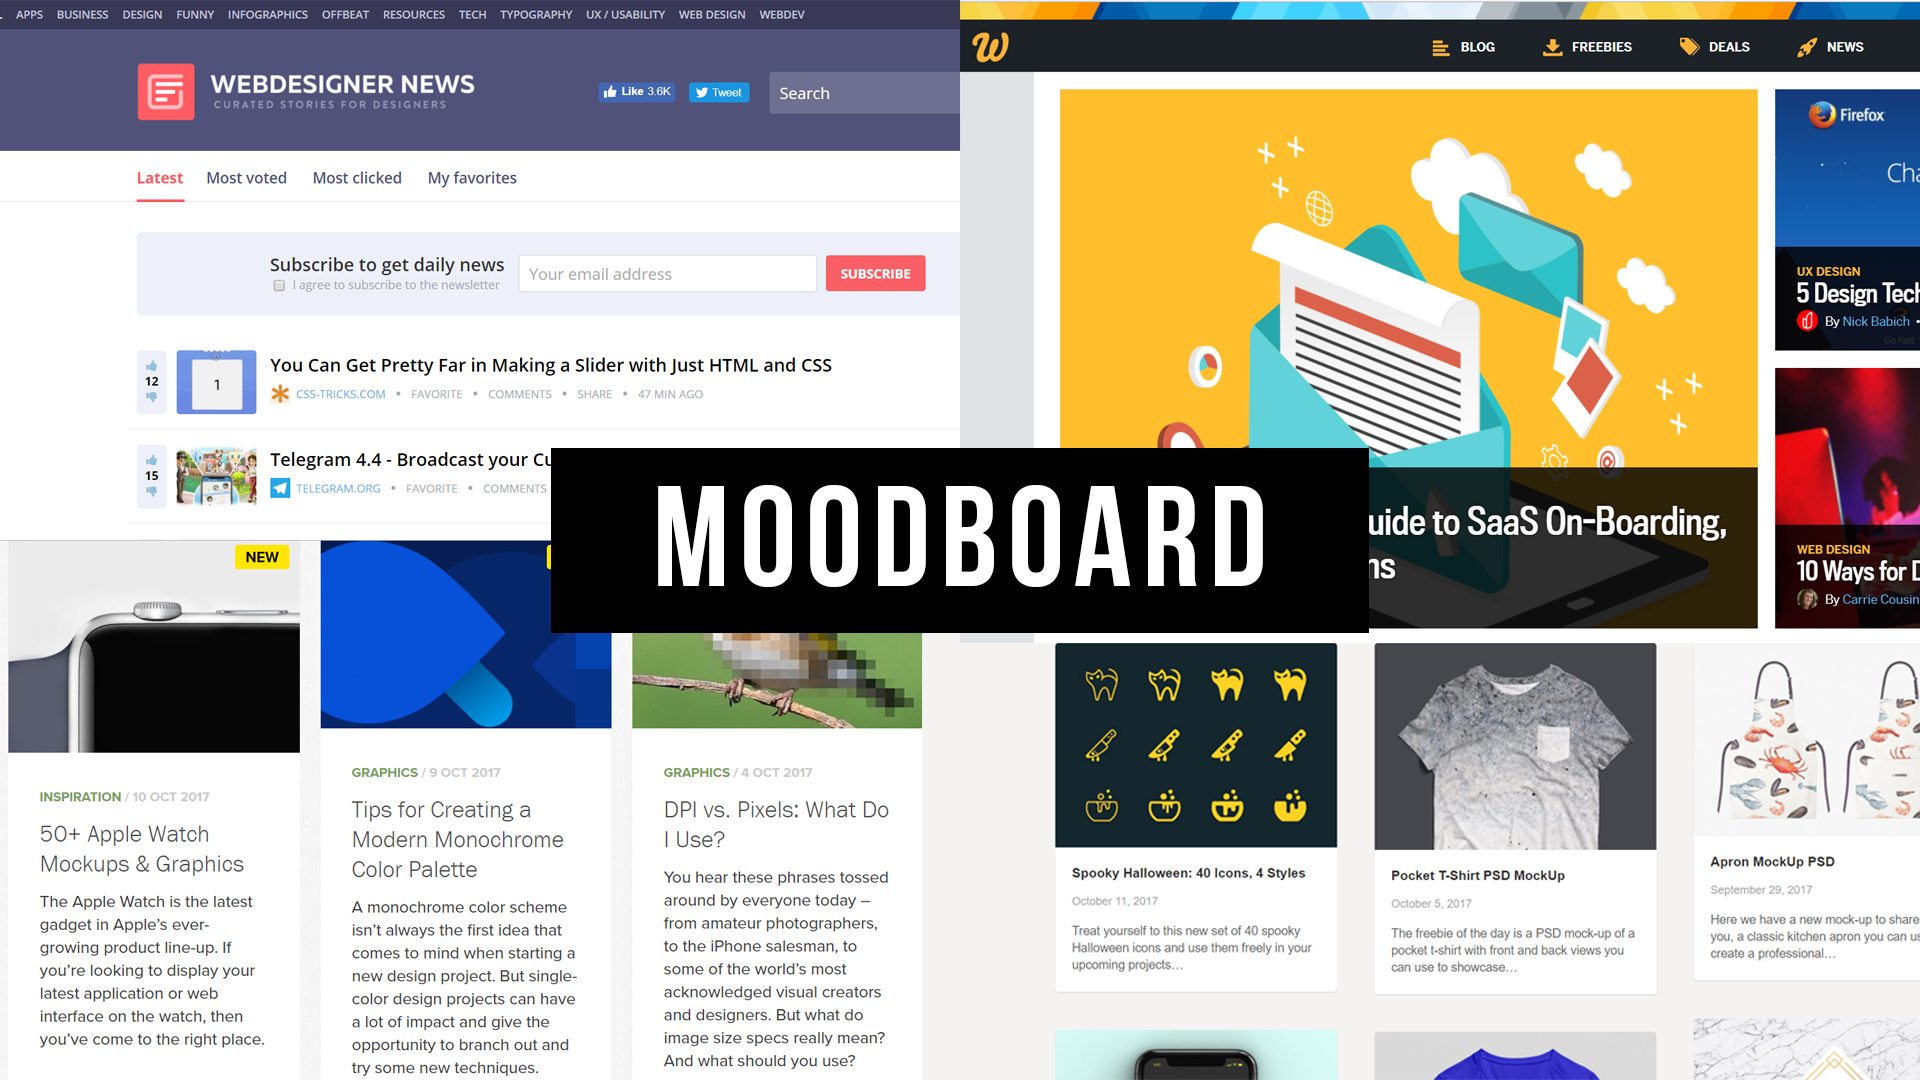 APPS BUSINESS DESIGN FUNNY INFOGRAPHICS OFFBEAT RESOURCES TECH TYPOGRAPHY UX / USABILITY WEB DESIGN WEBDEV
WEBDESIGNER NEWS
CURATED STORIES FOR DESIGNERS
Like 3.6K
Tweet
Search
Latest
Most voted
Most clicked
My favorites
Subscribe to get daily news
I agree to subscribe to the newsletter
Your email address
SUBSCRIBE
12
1
You Can Get Pretty Far in Making a Slider with Just HTML and CSS
CSS-TRICKS.COM • FAVORITE • COMMENTS • SHARE • 47 MIN AGO
15
Telegram 4.4 - Broadcast your Cu
TELEGRAM.ORG • FAVORITE • COMMENTS
W
BLOG
FREEBIES
DEALS
NEWS
Firefox
Cha
UX DESIGN
5 Design Tech
By Nick Babich •
Go Fast
uide to SaaS On-Boarding,
ns
WEB DESIGN
10 Ways for D
By Carrie Cousin
MOODBOARD
NEW
INSPIRATION / 10 OCT 2017
50+ Apple Watch
Mockups & Graphics
The Apple Watch is the latest
gadget in Apple’s ever-
growing product line-up. If
you’re looking to display your
latest application or web
interface on the watch, then
you’ve come to the right place.
GRAPHICS / 9 OCT 2017
Tips for Creating a
Modern Monochrome
Color Palette
A monochrome color scheme
isn’t always the first idea that
comes to mind when starting a
new design project. But single-
color design projects can have
a lot of impact and give the
opportunity to branch out and
try some new techniques.
GRAPHICS / 4 OCT 2017
DPI vs. Pixels: What Do
I Use?
You hear these phrases tossed
around by everyone today –
from amateur photographers,
to the iPhone salesman, to
some of the world’s most
acknowledged visual creators
and designers. But what do
image size specs really mean?
And what should you use?
Spooky Halloween: 40 Icons, 4 Styles
October 11, 2017
Treat yourself to this new set of 40 spooky
Halloween icons and use them freely in your
upcoming projects…
Pocket T-Shirt PSD MockUp
October 5, 2017
The freebie of the day is a PSD mock-up of a
pocket t-shirt with front and back views you
can use to showcase…
Apron MockUp PSD
September 29, 2017
Here we have a new mock-up to share
you, a classic kitchen apron you can us
create a professional…